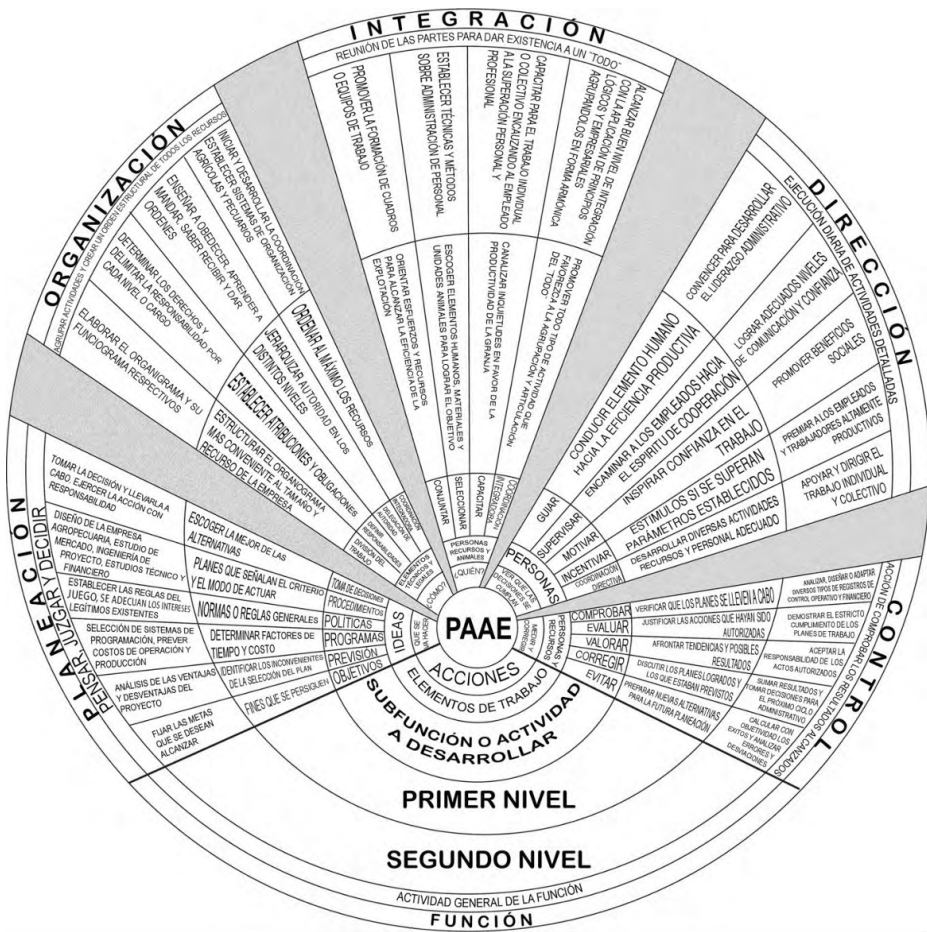 INTEGRACIÓN
REUNIÓN DE LAS PARTES PARA DAR EXISTENCIA A UN "TODO"
PROMOVER LA FORMACIÓN DE CUADROS
O EQUIPOS DE TRABAJO
ESTABLECER TÉCNICAS Y MÉTODOS
SOBRE ADMINISTRACIÓN DE PERSONAL
CAPACITAR PARA EL TRABAJO INDIVIDUAL
O COLECTIVO ENCAUZANDO AL EMPLEADO
A LA SUPERACIÓN PERSONAL Y
PROFESIONAL
ALCANZAR BUEN NIVEL DE INTEGRACIÓN
CON LA APLICACIÓN DE PRINCIPIOS
LÓGICOS Y EMPRESARIALES
AGRUPANDOLOS EN FORMA ARMÓNICA
ORIENTAR ESFUERZOS Y RECURSOS
PARA ALCANZAR LA EFICIENCIA DE LA
EXPLOTACIÓN
ESCOGER ELEMENTOS HUMANOS, MATERIALES Y
UNIDADES ANIMALES PARA LOGRAR EL OBJETIVO
CANALIZAR INQUIETUDES EN FAVOR DE LA
PRODUCTIVIDAD DE LA GRANJA
PROMOVER TODO TIPO DE ACTIVIDAD QUE
FAVOREZCA A LA AGRUPACIÓN Y ARTICULACIÓN
DEL "TODO"
CONJUNTAR
SELECCIONAR
CAPACITAR
COORDINACIÓN
INTEGRADORA
PERSONAS
RECURSOS Y
ANIMALES
¿QUIÉN?
ORGANIZACIÓN
AGRUPAR ACTIVIDADES Y CREAR UN ORDEN ESTRUCTURAL DE TODOS LOS RECURSOS
INICIAR Y DESARROLLAR LA COORDINACIÓN
ESTABLECER SISTEMAS DE ORGANIZACIÓN
AGRÍCOLAS Y PECUARIOS
ENSEÑAR A OBEDECER, APRENDER A
MANDAR, SABER RECIBIR Y DAR
ORDENES
DETERMINAR LOS DERECHOS Y
DELIMITAR LA RESPONSABILIDAD POR
CADA NIVEL O CARGO
ELABORAR EL ORGANIGRAMA Y SU
FUNCIOGRAMA RESPECTIVOS
ORDENIR AL MÁXIMO LOS RECURSOS
JERARQUIZAR AUTORIDAD EN LOS
DISTINTOS NIVELES
ESTABLECER ATRIBUCIONES Y OBLIGACIONES
ESTRUCTURAR EL ORGANOGRAMA
MAS CONVENIENTE AL TAMAÑO Y
RECURSO DE LA EMPRESA
DELEGACIÓN DE
AUTORIDAD
DEFINIR
RESPONSABILIDADES
DIVISIÓN DEL
TRABAJO
ELEMENTOS
TÉCNICOS Y
¿CÓMO?
DIRECCIÓN
EJECUCIÓN DIARIA DE ACTIVIDADES DETALLADAS
CONVENCER PARA DESARROLLAR
EL LIDERAZGO ADMINISTRATIVO
LOGRAR ADECUADOS NIVELES
DE COMUNICACIÓN Y CONFIANZA
PROMOVER BENEFICIOS
SOCIALES
PREMIAR A LOS EMPLEADOS
Y TRABAJADORES ALTAMENTE
PRODUCTIVOS
APOYAR Y DIRIGIR EL
TRABAJO INDIVIDUAL
Y COLECTIVO
CONDUCIR ELEMENTO HUMANO
HACIA LA EFICIENCIA PRODUCTIVA
ENCAMINAR A LOS EMPLEADOS HACIA
EL ESPIRITU DE COOPERACIÓN
INSPIRAR CONFIANZA EN EL
TRABAJO
ESTIMULOS SI SE SUPERAN
PARÁMETROS ESTABLECIDOS
DESARROLLAR DIVERSAS ACTIVIDADES
RECURSOS Y PERSONAL ADECUADO
GUIAR
SUPERVISAR
MOTIVAR
INCENTIVAR
COORDINACIÓN
DIRECTIVA
PERSONAS
VER QUE LAS
DECISIONES SE
CUMPLAN
PLANEACIÓN
PENSAR, JUZGAR Y DECIDIR
TOMAR LA DECISIÓN Y LLEVARLA A
CABO. EJERCER LA ACCIÓN CON
RESPONSABILIDAD
DISEÑO DE LA EMPRESA
AGROPECUARIA, ESTUDIO DE
MERCADO, INGENIERÍA DE
PROYECTO, ESTUDIOS TÉCNICO Y
FINANCIERO
ESTABLECER LAS REGLAS DEL
JUEGO, SE ADECUAN LOS INTERESES
LEGÍTIMOS EXISTENTES
SELECCIÓN DE SISTEMAS DE
PROGRAMACIÓN, PREVER
COSTOS DE OPERACIÓN Y
PRODUCCIÓN
ANÁLISIS DE LAS VENTAJAS
Y DESVENTAJAS DEL
PROYECTO
FIJAR LAS METAS
QUE SE DESEAN
ALCANZAR
ESCOGER LA MEJOR DE LAS
ALTERNATIVAS
PLANES QUE SEÑALAN EL CRITERIO
Y EL MODO DE ACTUAR
NORMAS O REGLAS GENERALES
DETERMINAR FACTORES DE
TIEMPO Y COSTO
IDENTIFICAR LOS INCONVENIENTES
DE LA SELECCIÓN DEL PLAN
FINES QUE SE PERSIGUEN
TOMA DE DECISIONES
PROCEDIMIENTOS
POLÍTICAS
PROGRAMAS
PREVISIÓN
OBJETIVOS
IDEAS
CONTROL
ACCIÓN DE COMPROBAR LOS RESULTADOS ALCANZADOS
ANALIZAR, DISEÑAR O ADAPTAR
DIVERSOS TIPOS DE REGISTROS DE
CONTROL OPERATIVO Y FINANCIERO
DEMOSTRAR EL ESTRICTO
CUMPLIMIENTO DE LOS
PLANES DE TRABAJO
ACEPTAR LA
RESPONSABILIDAD DE LOS
ACTOS AUTORIZADOS
SUMAR RESULTADOS Y
TOMAR DECISIONES PARA
EL PRÓXIMO CICLO
ADMINISTRATIVO
CALCULAR CON
OBJETIVIDAD LOS
EXITOS Y ANALIZAR
ERRORES Y
DESVIACIONES
VERIFICAR QUE LOS PLANES SE LLEVEN A CABO
JUSTIFICAR LAS ACCIONES QUE HAYAN SIDO
AUTORIZADAS
AFRONTAR TENDENCIAS Y POSIBLES
RESULTADOS
DISCUTIR LOS PLANES LOGRADOS Y
LOS QUE ESTABAN PREVISTOS
PREPARAR NUEVAS ALTERNATIVAS
PARA LA FUTURA PLANEACIÓN
COMPROBAR
EVALUAR
VALORAR
CORREGIR
EVITAR
PERSONAS Y
RECURSOS
MEDIR Y
CORREGIR
PAAE
ACCIONES
ELEMENTOS DE TRABAJO
SUBFUNCIÓN O ACTIVIDAD
A DESARROLLAR
PRIMER NIVEL
SEGUNDO NIVEL
ACTIVIDAD GENERAL DE LA FUNCIÓN
FUNCIÓN